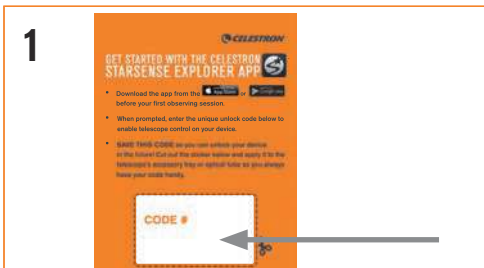 1
CELESTRON
GET STARTED WITH THE CELESTRON
STARSENSE EXPLORER APP
• Download the app from the App Store or Google play
before your first observing session.
• When prompted, enter the unique unlock code below to
enable telescope control on your device.
• SAVE THIS CODE so you can unlock your device
in the future! Cut out the sticker below and apply it to the
telescope's accessory tray or optical tube so you always
have your code handy.
CODE #